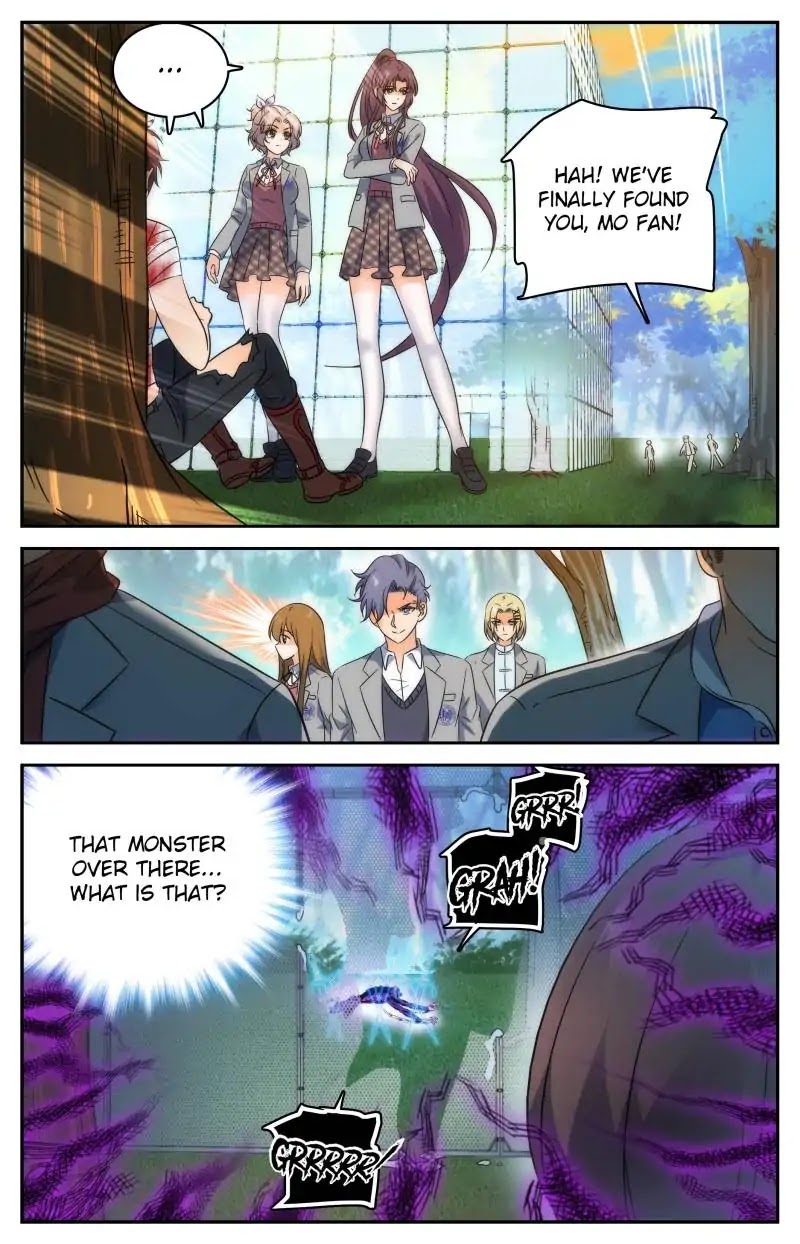 ...
HAH! WE'VE
FINALLY FOUND
YOU, MO FAN!
THAT MONSTER
OVER THERE...
WHAT IS THAT?
GRRR!
GRAH!
GRRRRR!